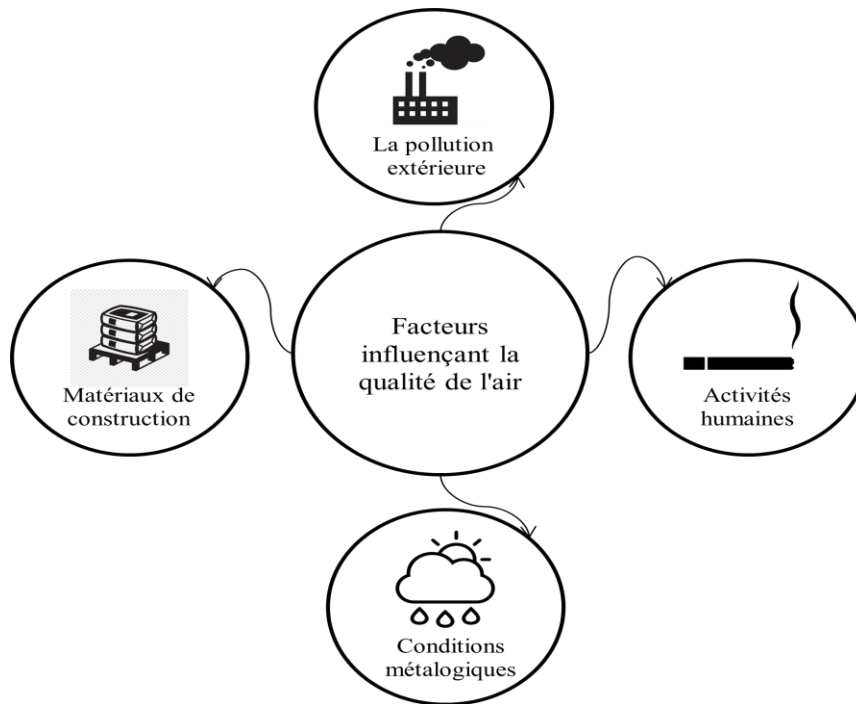 La pollution
extérieure
Facteurs
influençant la
qualité de l'air
Matériaux de
construction
Activités
humaines
Conditions
métalogiques